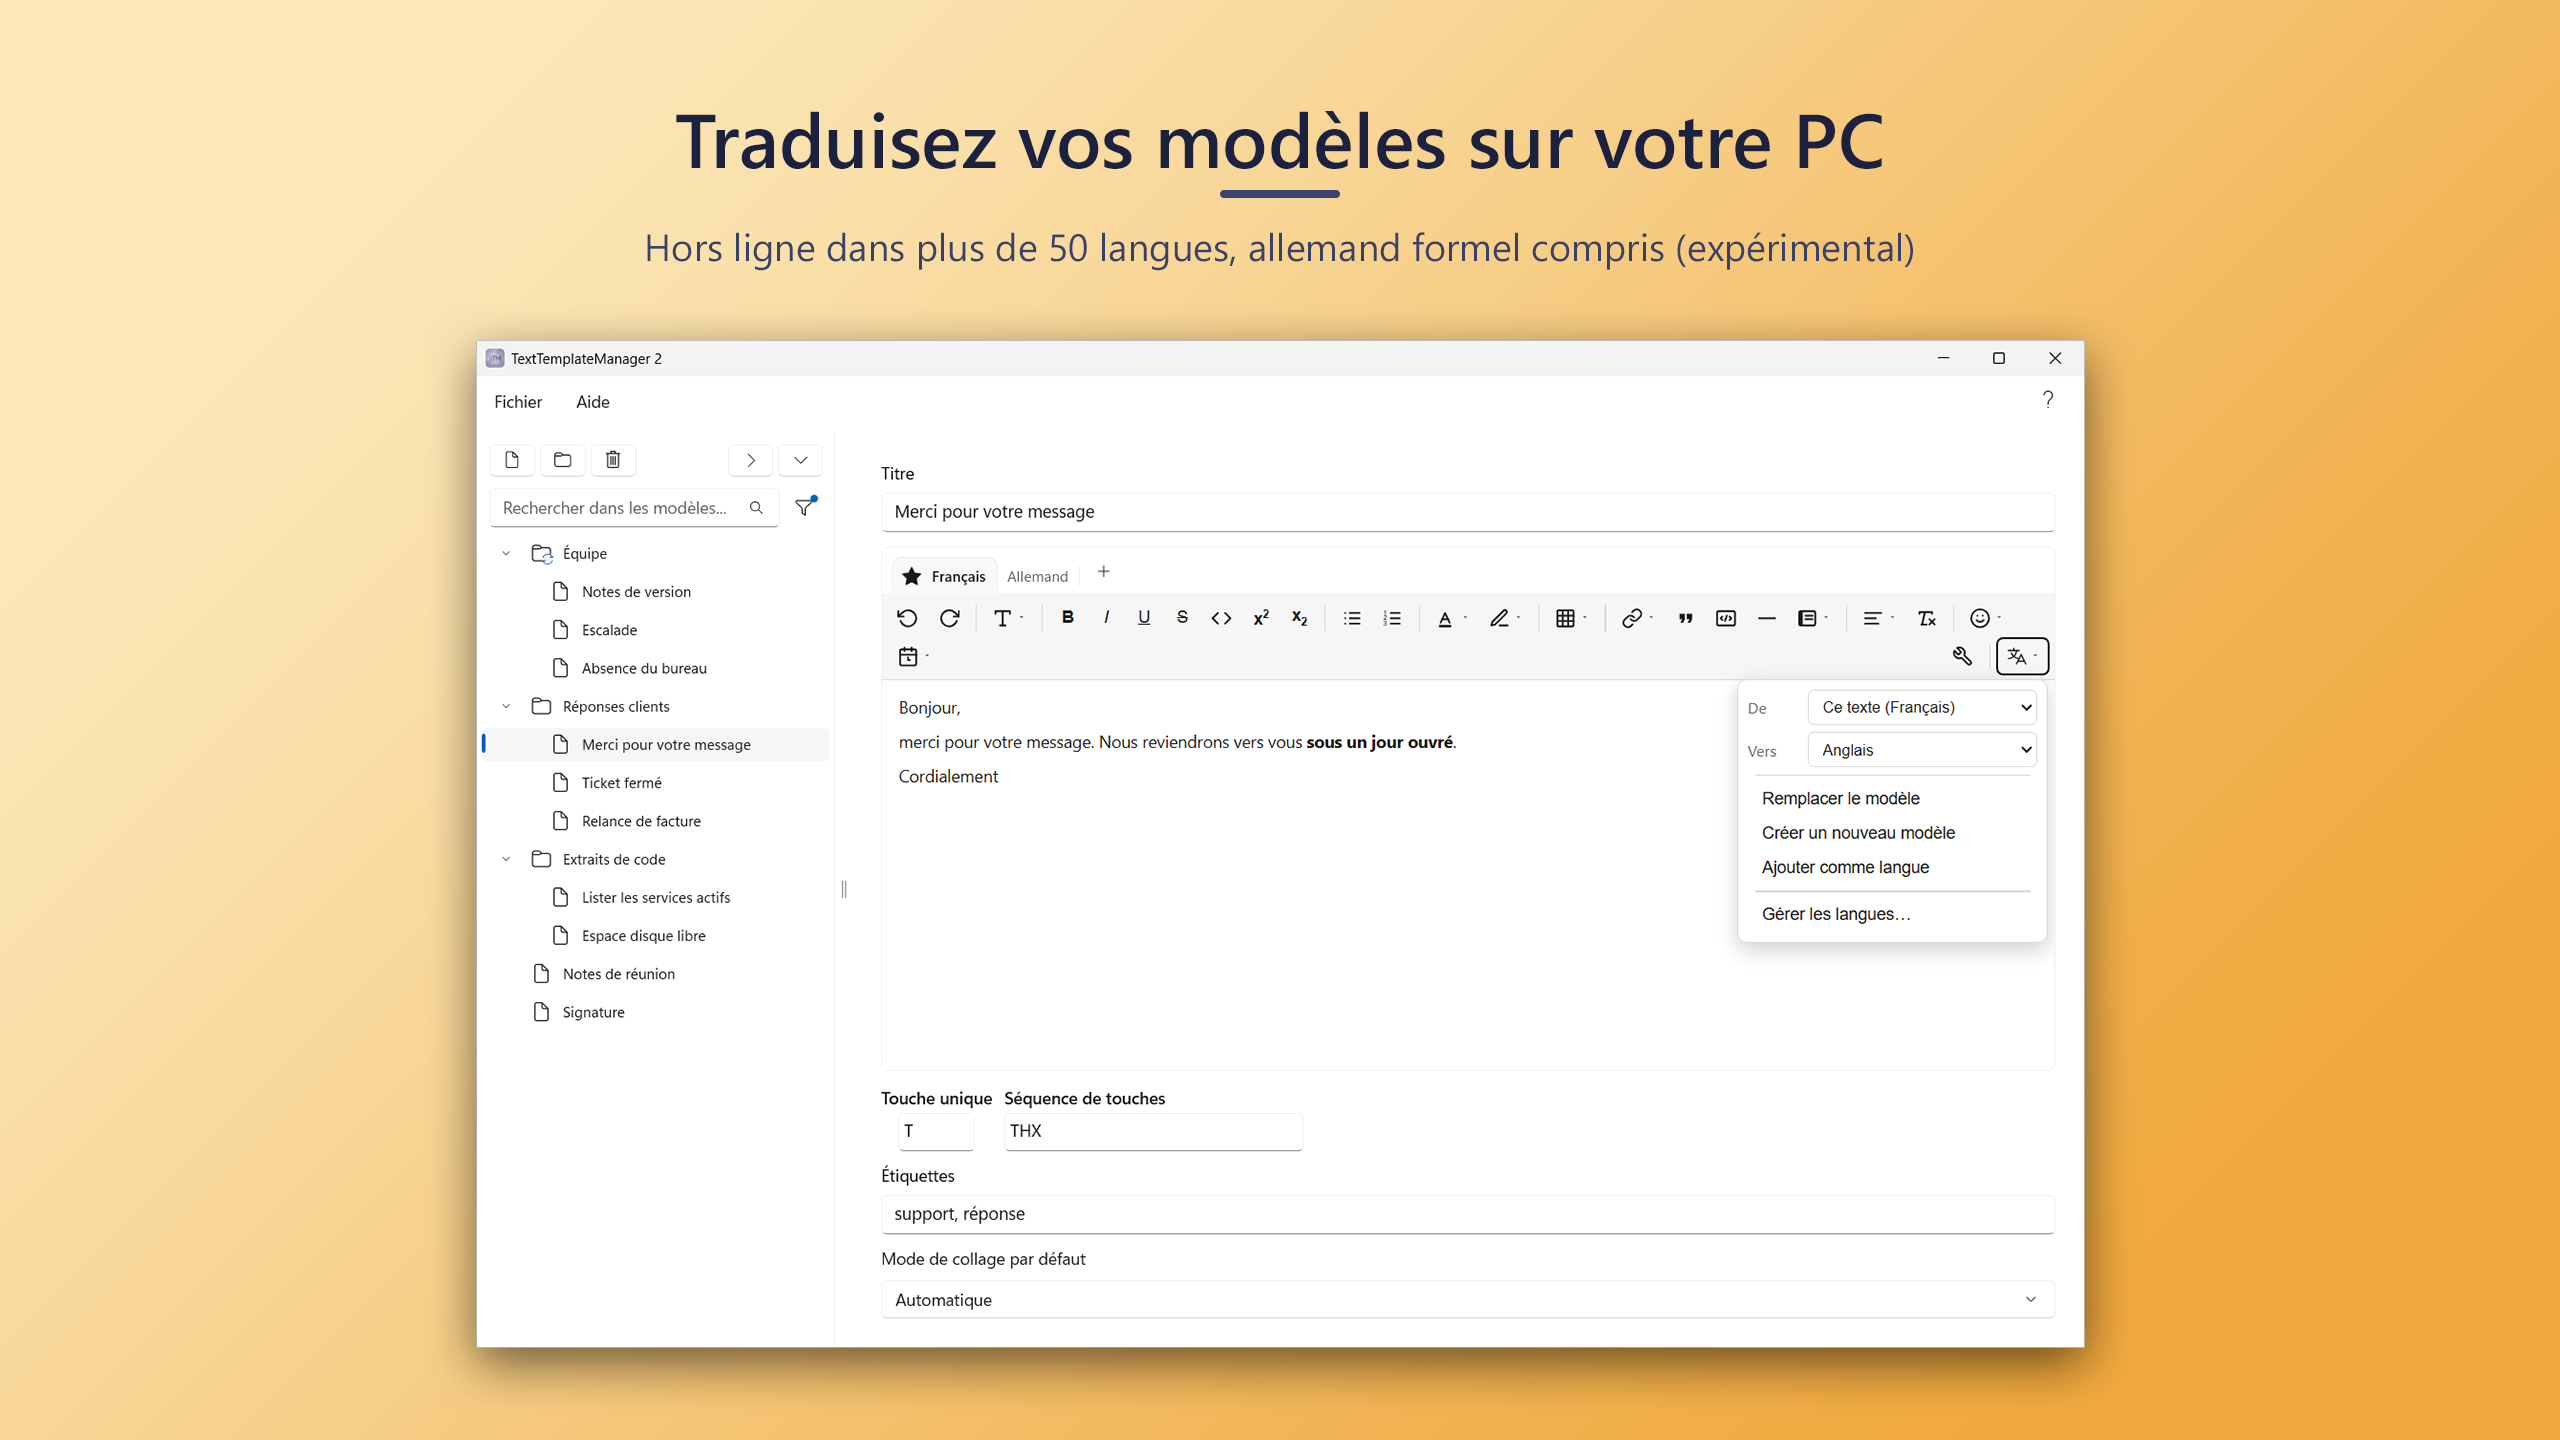 Traduisez vos modèles sur votre PC
Hors ligne dans plus de 50 langues, allemand formel compris (expérimental)
TextTemplateManager 2
Fichier Aide
Rechercher dans les modèles...
Équipe
Notes de version
Escalade
Absence du bureau
Réponses clients
Merci pour votre message
Ticket fermé
Relance de facture
Extraits de code
Lister les services actifs
Espace disque libre
Notes de réunion
Signature
Titre
Merci pour votre message
Français Allemand
Bonjour,
merci pour votre message. Nous reviendrons vers vous sous un jour ouvré.
Cordialement
De Ce texte (Français)
Vers Anglais
Remplacer le modèle
Créer un nouveau modèle
Ajouter comme langue
Gérer les langues…
Touche unique Séquence de touches
T THX
Étiquettes
support, réponse
Mode de collage par défaut
Automatique